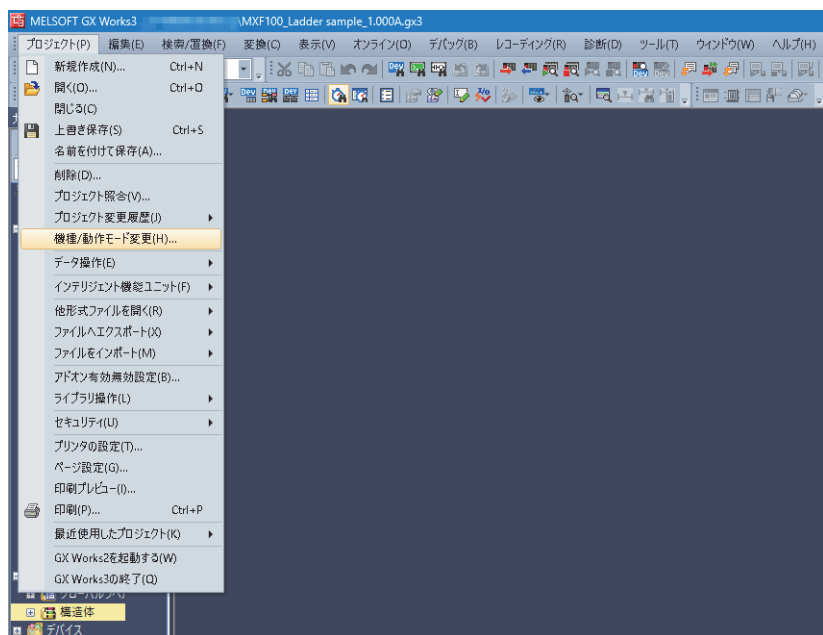 MELSOFT GX Works3 \MXF100_Ladder sample_1.000A.gx3
プロジェクト(P) 編集(E) 検索/置換(F) 変換(C) 表示(V) オンライン(O) デバッグ(B) レコーディング(R) 診断(D) ツール(T) ウィンドウ(W) ヘルプ(H)
新規作成(N)... Ctrl+N
開く(O)... Ctrl+O
閉じる(C)
上書き保存(S) Ctrl+S
名前を付けて保存(A)...
削除(D)...
プロジェクト照合(V)...
プロジェクト変更履歴(J)
機種/動作モード変更(H)...
データ操作(E)
インテリジェント機能ユニット(F)
他形式ファイルを開く(R)
ファイルへエクスポート(X)
ファイルをインポート(M)
アドオン有効無効設定(B)...
ライブラリ操作(L)
セキュリティ(U)
プリンタの設定(T)...
ページ設定(G)...
印刷プレビュー(I)...
印刷(P)... Ctrl+P
最近使用したプロジェクト(K)
GX Works2を起動する(W)
GX Works3の終了(Q)
構造体
デバイス